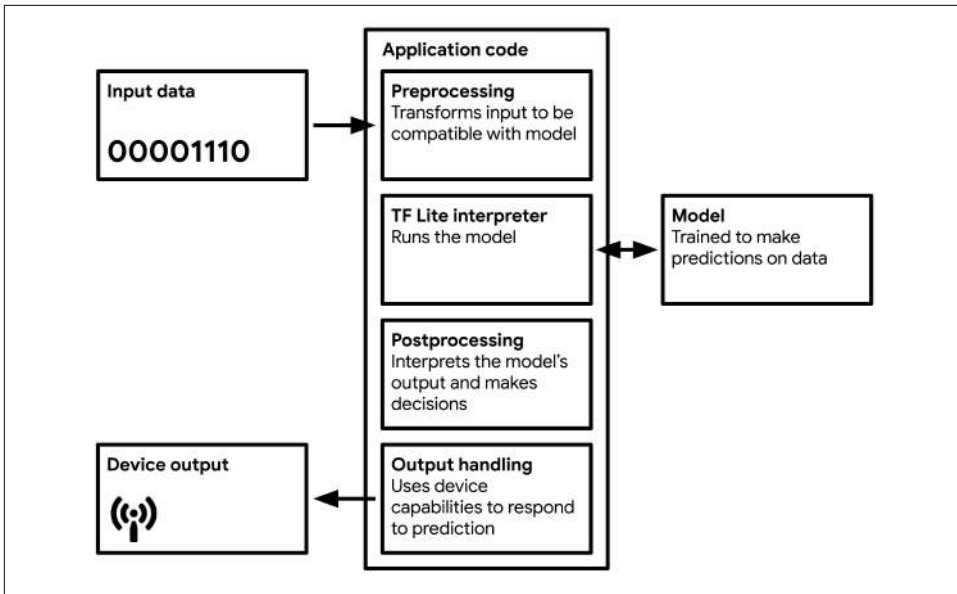 Application code
Input data
00001110
Preprocessing
Transforms input to be
compatible with model
TF Lite interpreter
Runs the model
Model
Trained to make
predictions on data
Postprocessing
Interprets the model's
output and makes
decisions
Device output
Output handling
Uses device
capabilities to respond
to prediction